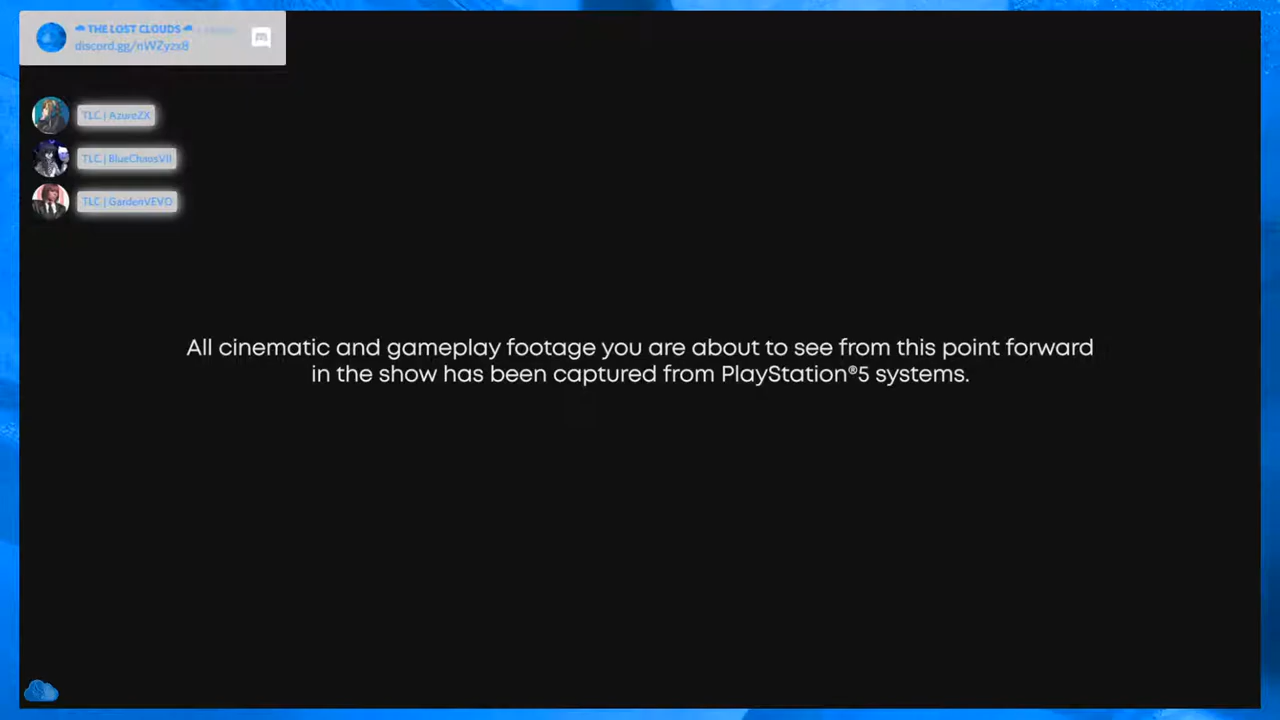 THE LOST CLOUDS
discord.gg/nWZyzx8
TLC | AzureZX
TLC | BlueChaosVII
TLC | GardenVEVO
All cinematic and gameplay footage you are about to see from this point forward
in the show has been captured from PlayStation®5 systems.